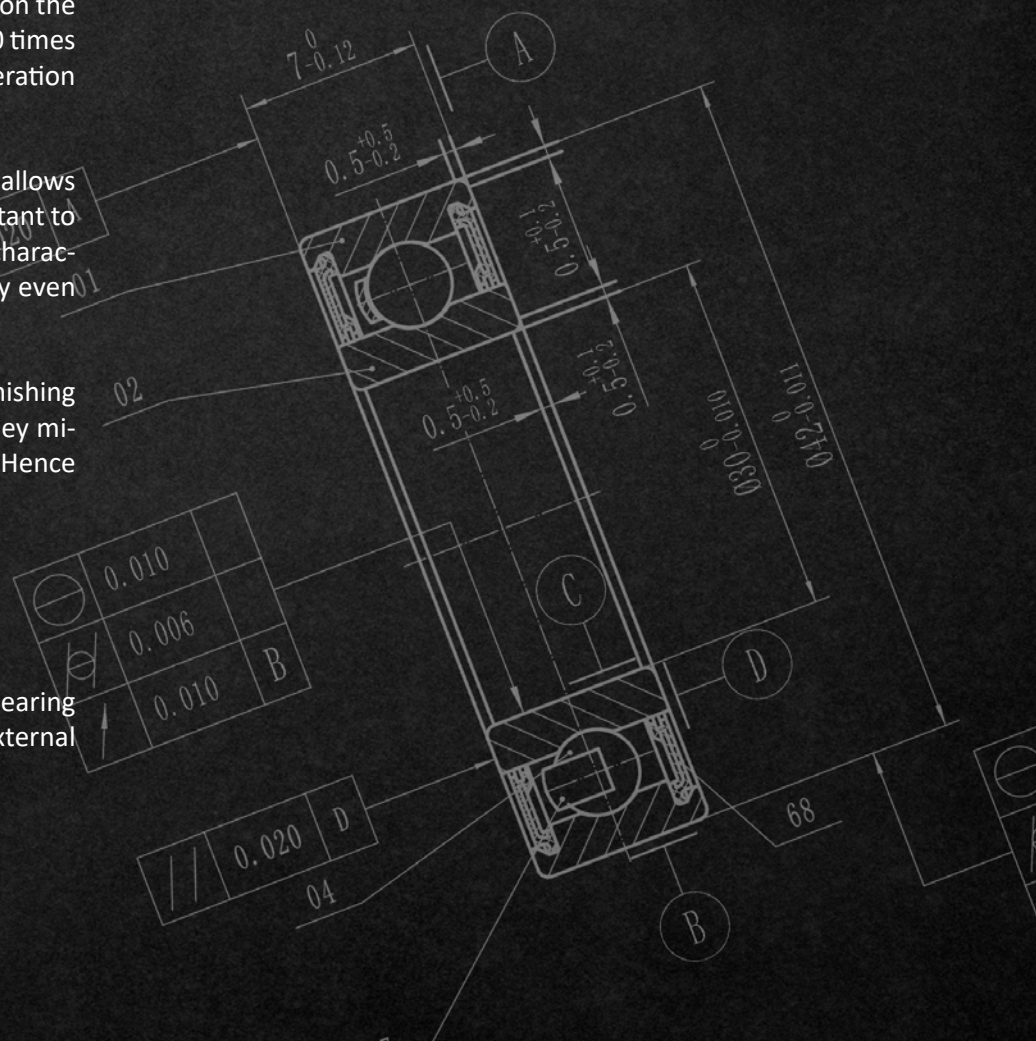 on the
0 times
eration
allows
tant to
charac-
y even
nishing
ey mi-
Hence
earing
xternal
0
7-0.12
A
+0.5
0.5-0.2
+0.1
0.5-0.2
A
01
02
+0.5
0.5-0.2
+0.1
0.5-0.2
0
Ø30-0.010
0
Ø42-0.011
0.010
0.006
0.010 B
C
D
// 0.020 D
04
68
B